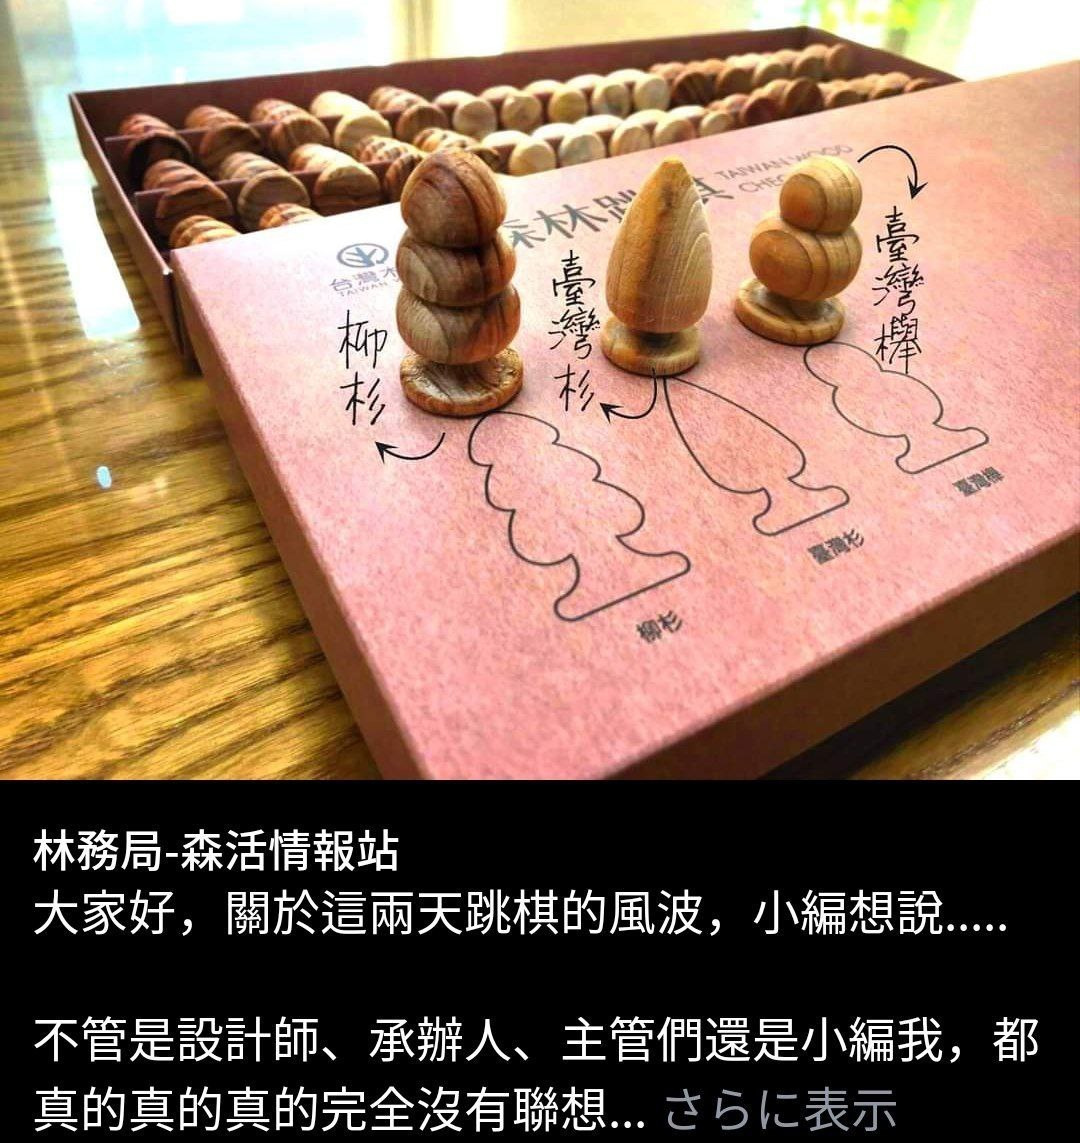 森林跳棋
TAIWAN WOOD
台灣木
柳杉
臺灣杉
臺灣櫸
柳杉
臺灣杉
臺灣櫸
林務局-森活情報站
大家好，關於這兩天跳棋的風波，小編想說.....
不管是設計師、承辦人、主管們還是小編我，都
真的真的真的完全沒有聯想... さらに表示